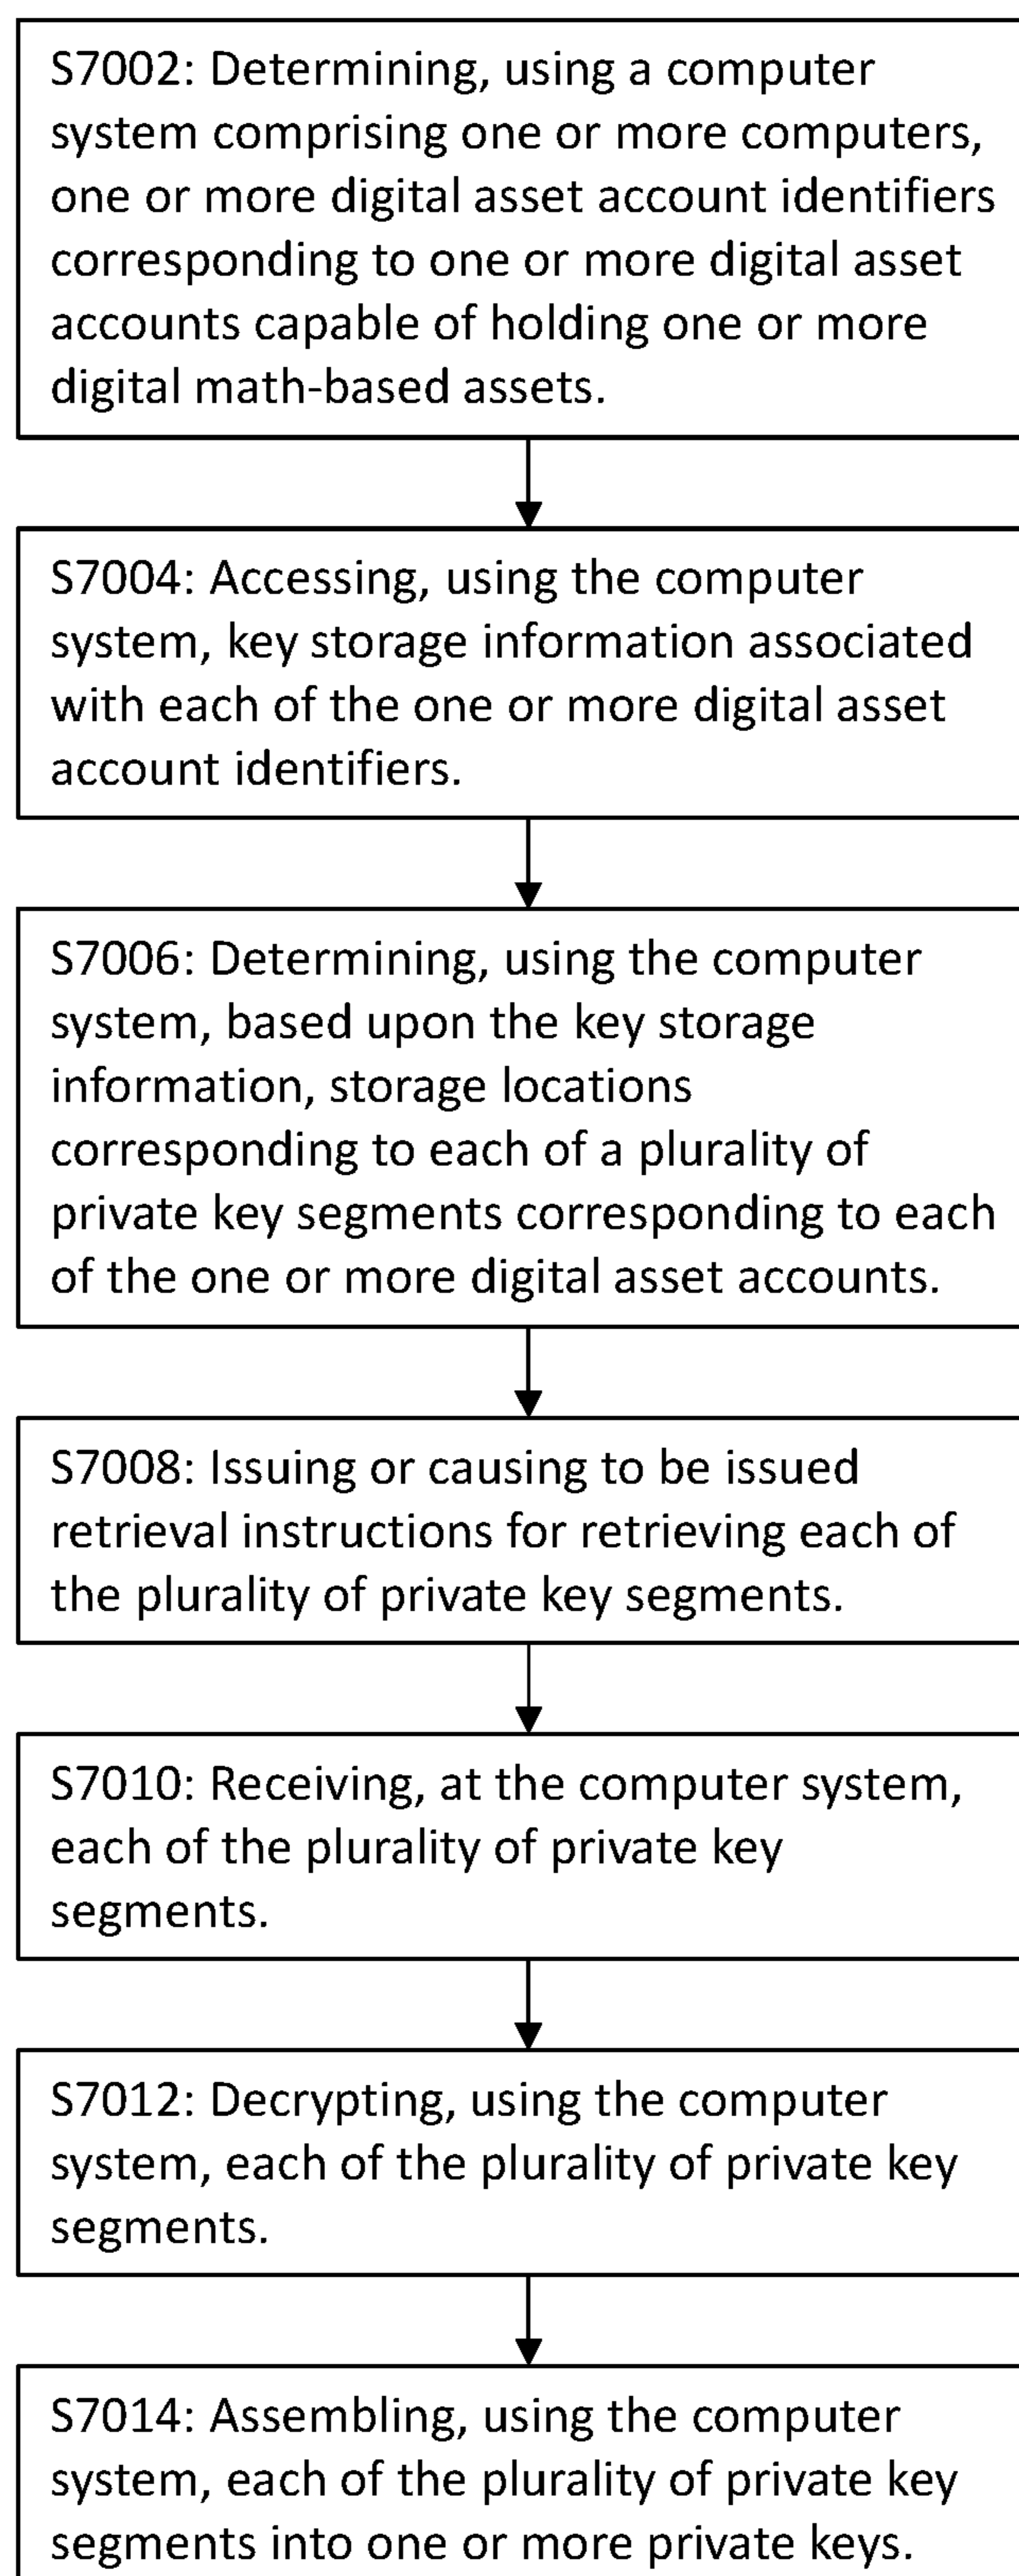 S7002: Determining, using a computer
system comprising one or more computers,
one or more digital asset account identifiers
corresponding to one or more digital asset
accounts capable of holding one or more
digital math-based assets.
S7004: Accessing, using the computer
system, key storage information associated
with each of the one or more digital asset
account identifiers.
S7006: Determining, using the computer
system, based upon the key storage
information, storage locations
corresponding to each of a plurality of
private key segments corresponding to each
of the one or more digital asset accounts.
S7008: Issuing or causing to be issued
retrieval instructions for retrieving each of
the plurality of private key segments.
S7010: Receiving, at the computer system,
each of the plurality of private key
segments.
S7012: Decrypting, using the computer
system, each of the plurality of private key
segments.
S7014: Assembling, using the computer
system, each of the plurality of private key
segments into one or more private keys.